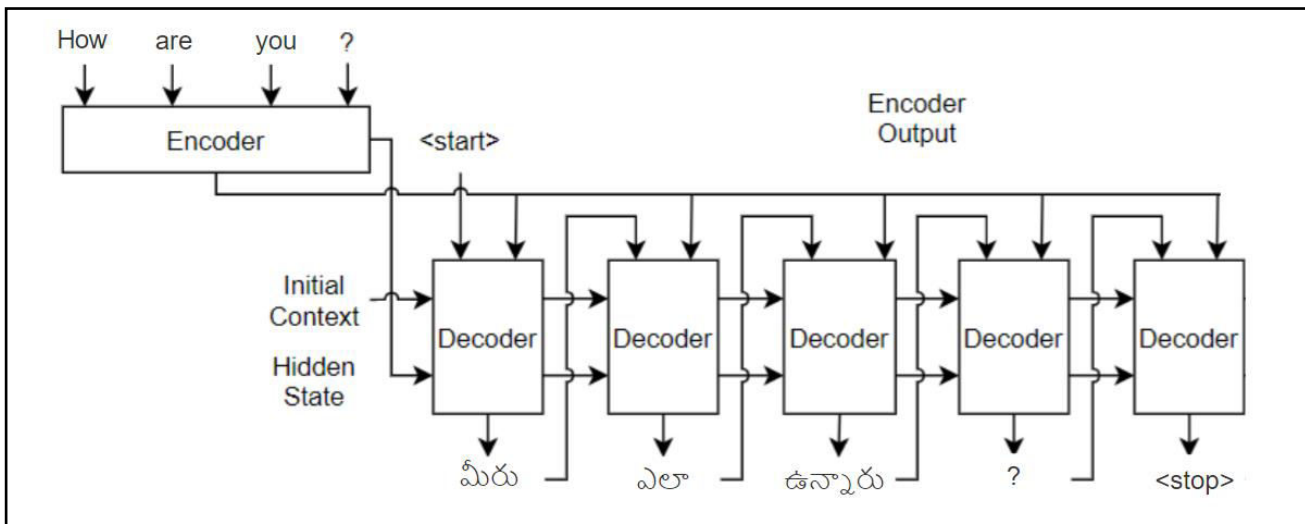 How are you ?
Encoder
<start>
Encoder
Output
Initial
Context
Hidden
State
Decoder Decoder Decoder Decoder Decoder
మీరు ఎలా ఉన్నారు ? <stop>